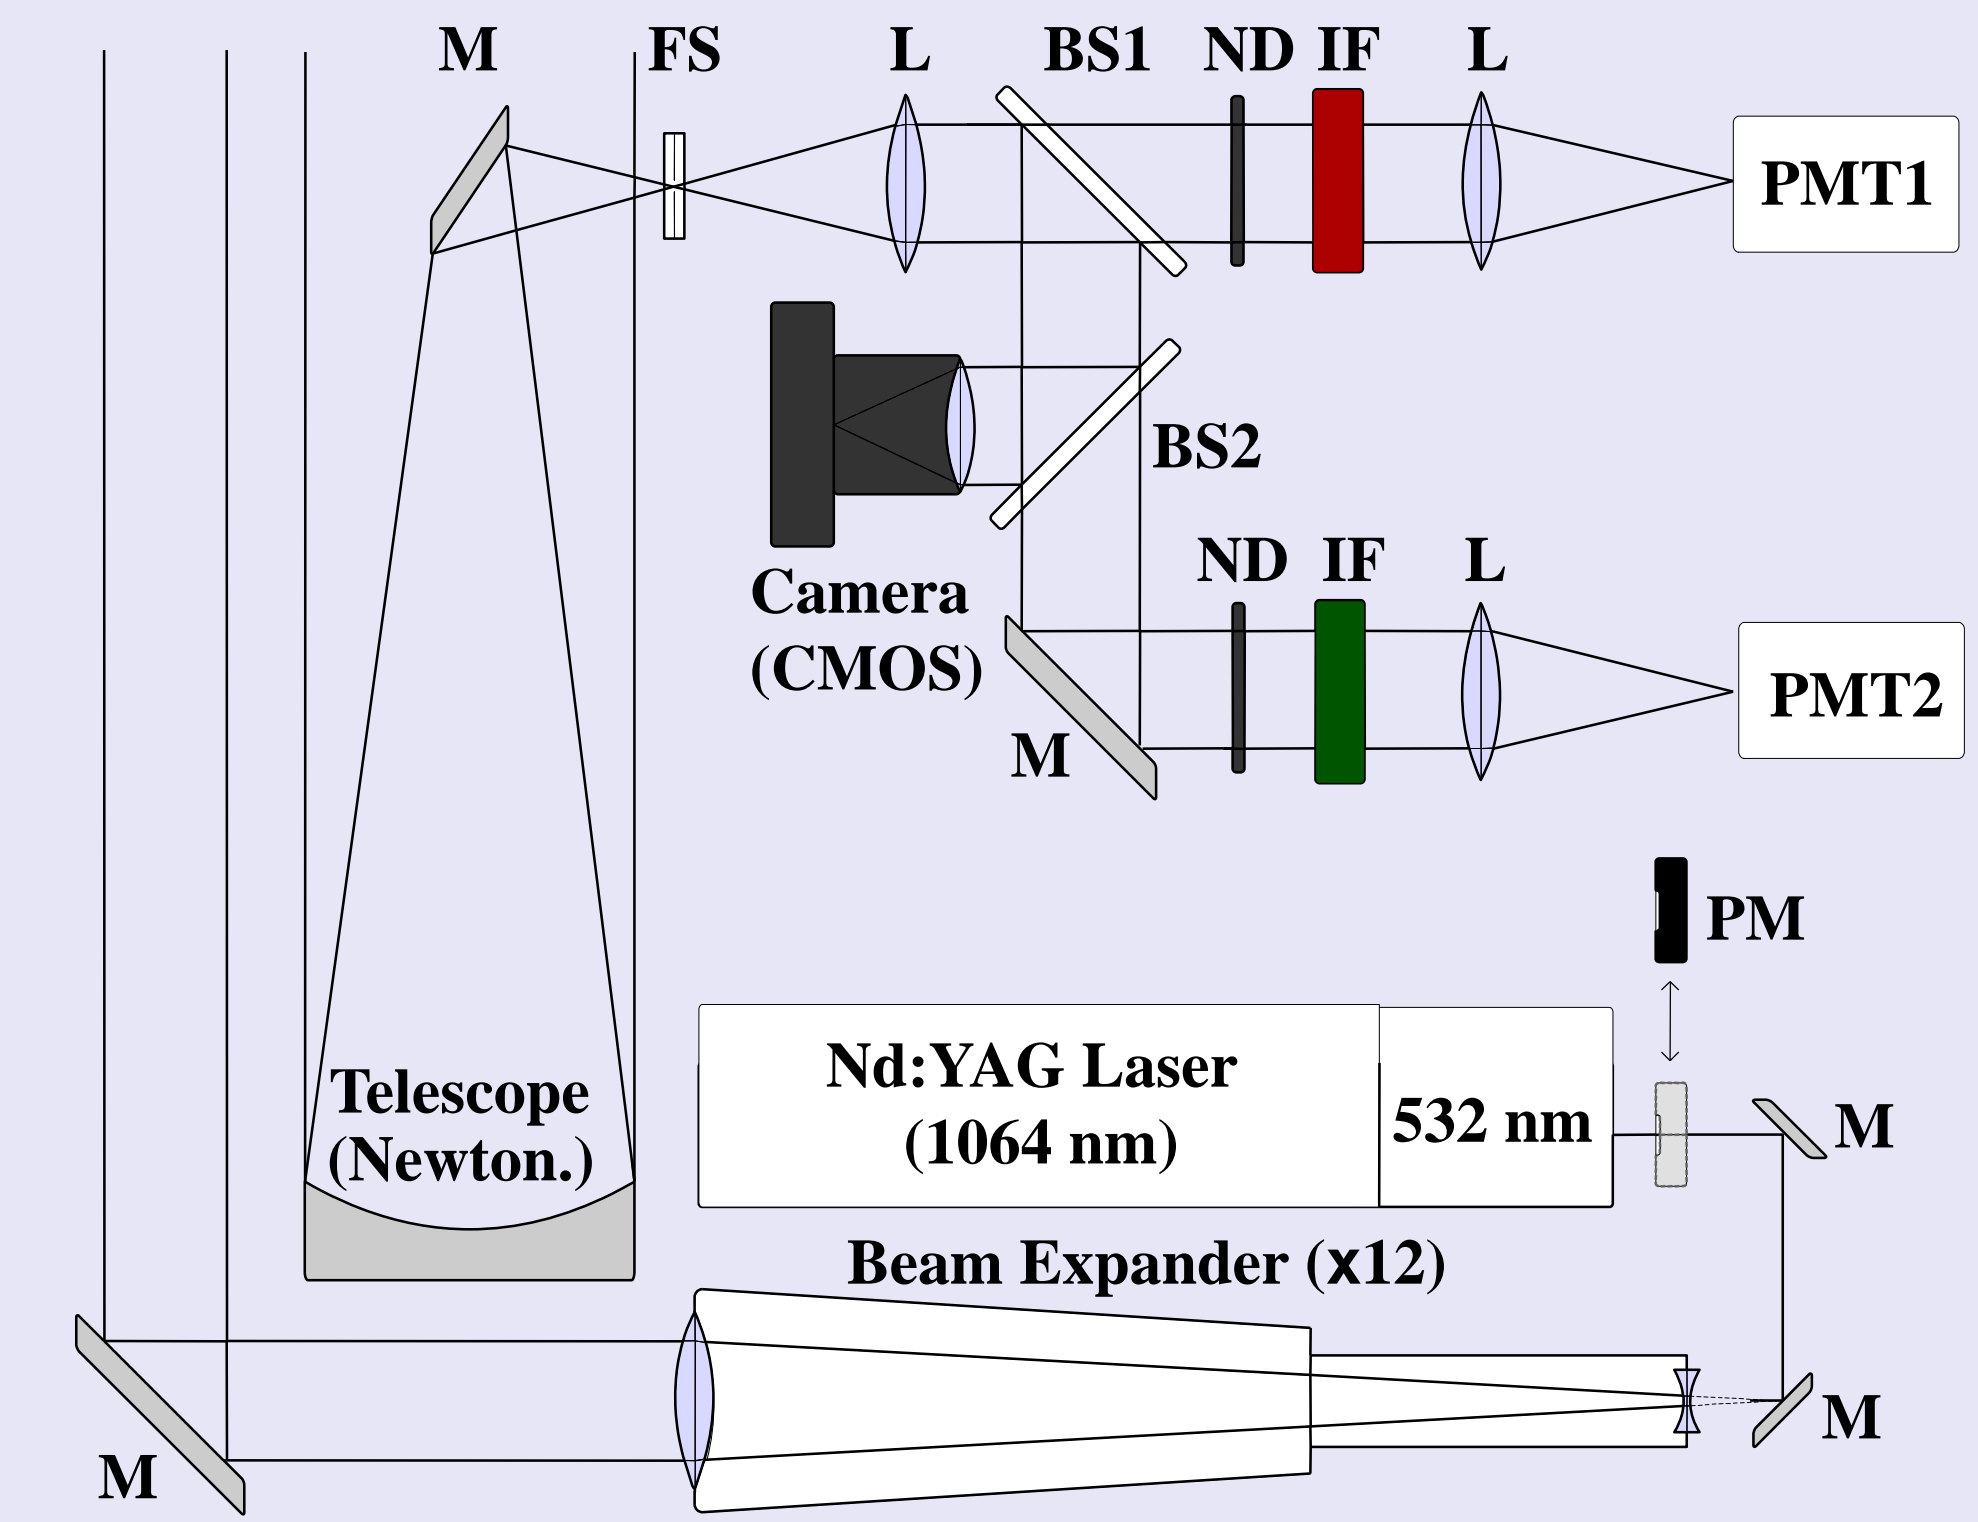 M FS L BS1 ND IF L
PMT1
BS2
Camera
(CMOS)
ND IF L
PMT2
M
PM
Telescope
(Newton.)
Nd:YAG Laser
(1064 nm)
532 nm
M
Beam Expander (x12)
M
M